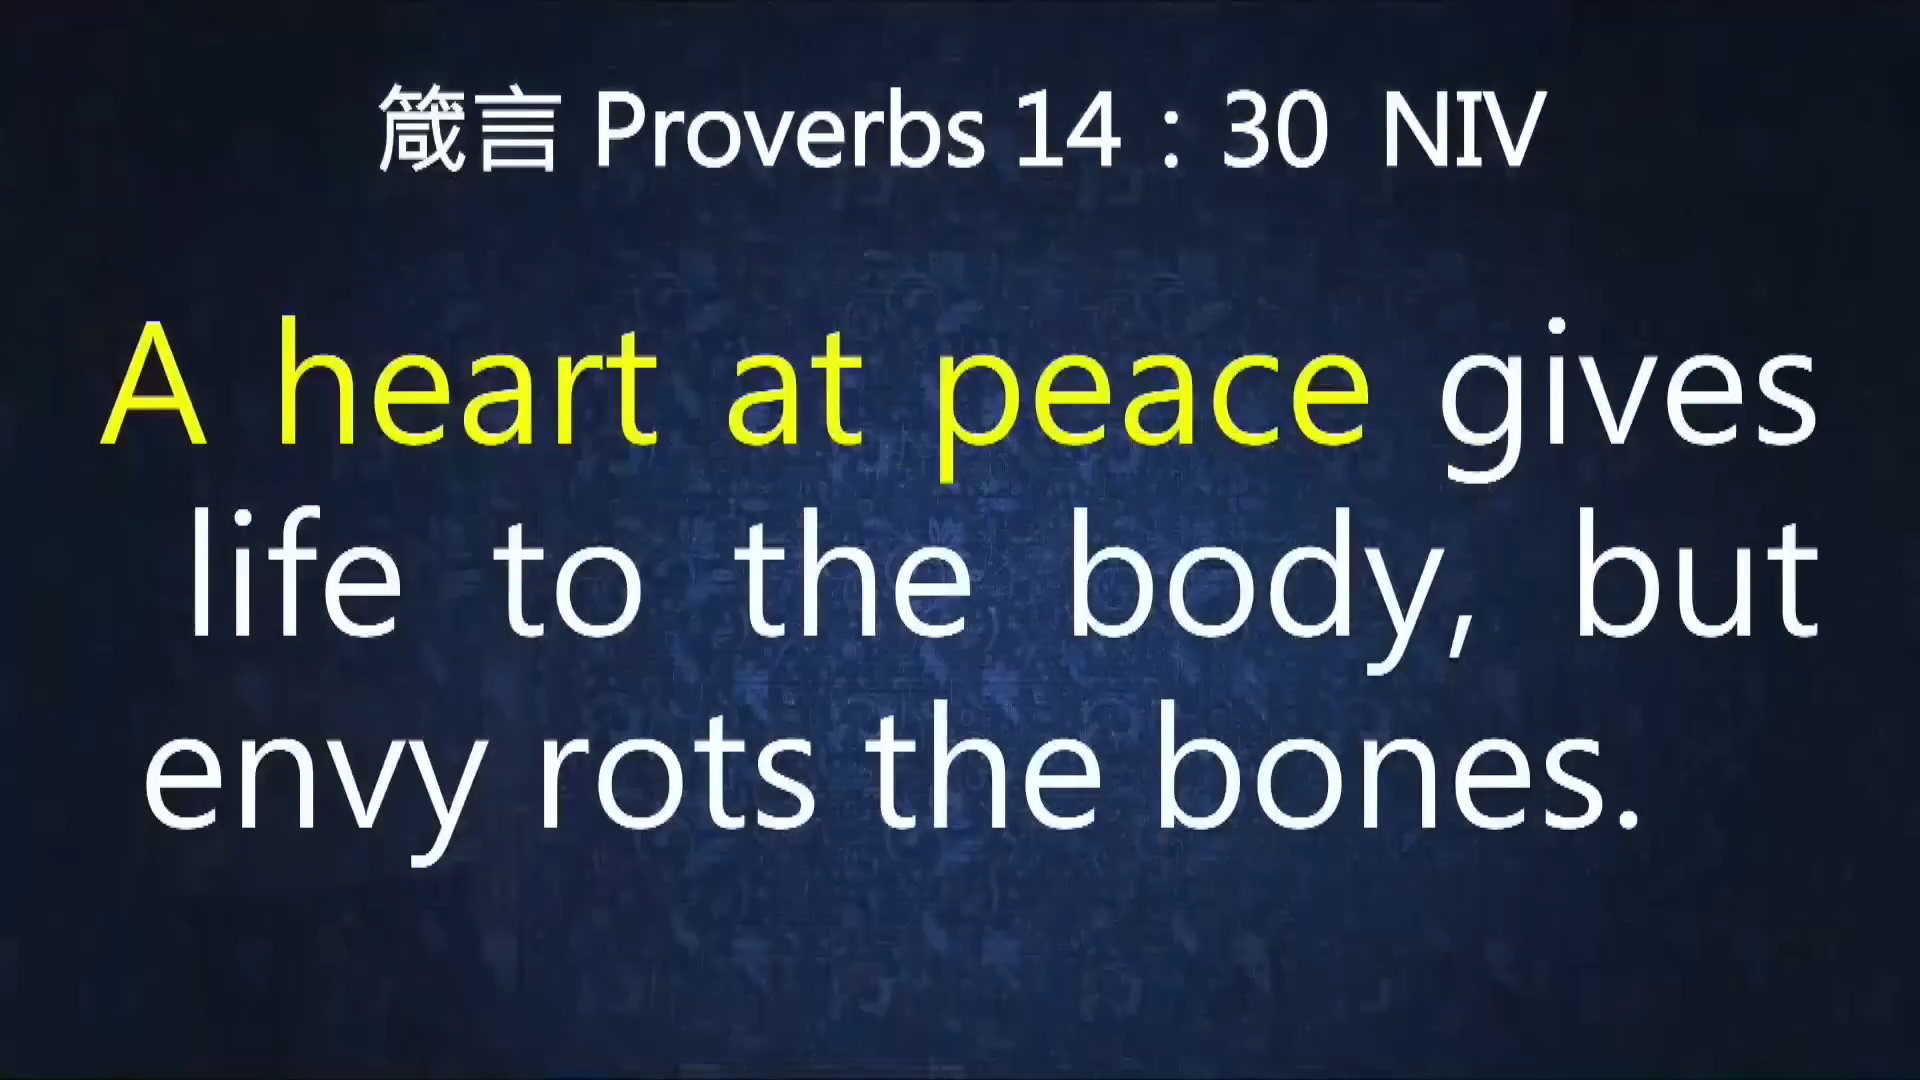 箴言 Proverbs 14：30 NIV
A heart at peace gives
life to the body, but
envy rots the bones.